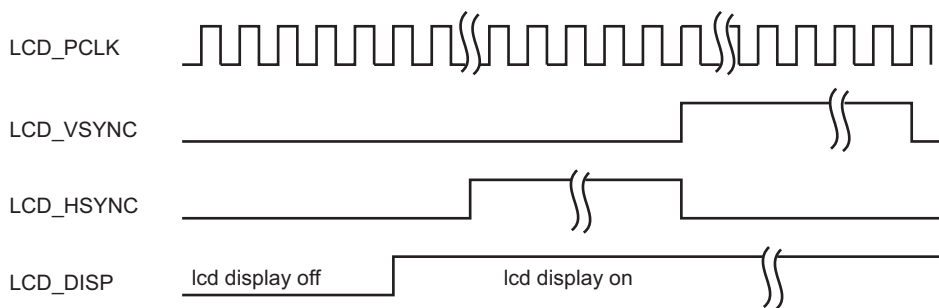 LCD_PCLK
LCD_VSYNC
LCD_HSYNC
LCD_DISP
lcd display off
lcd display on